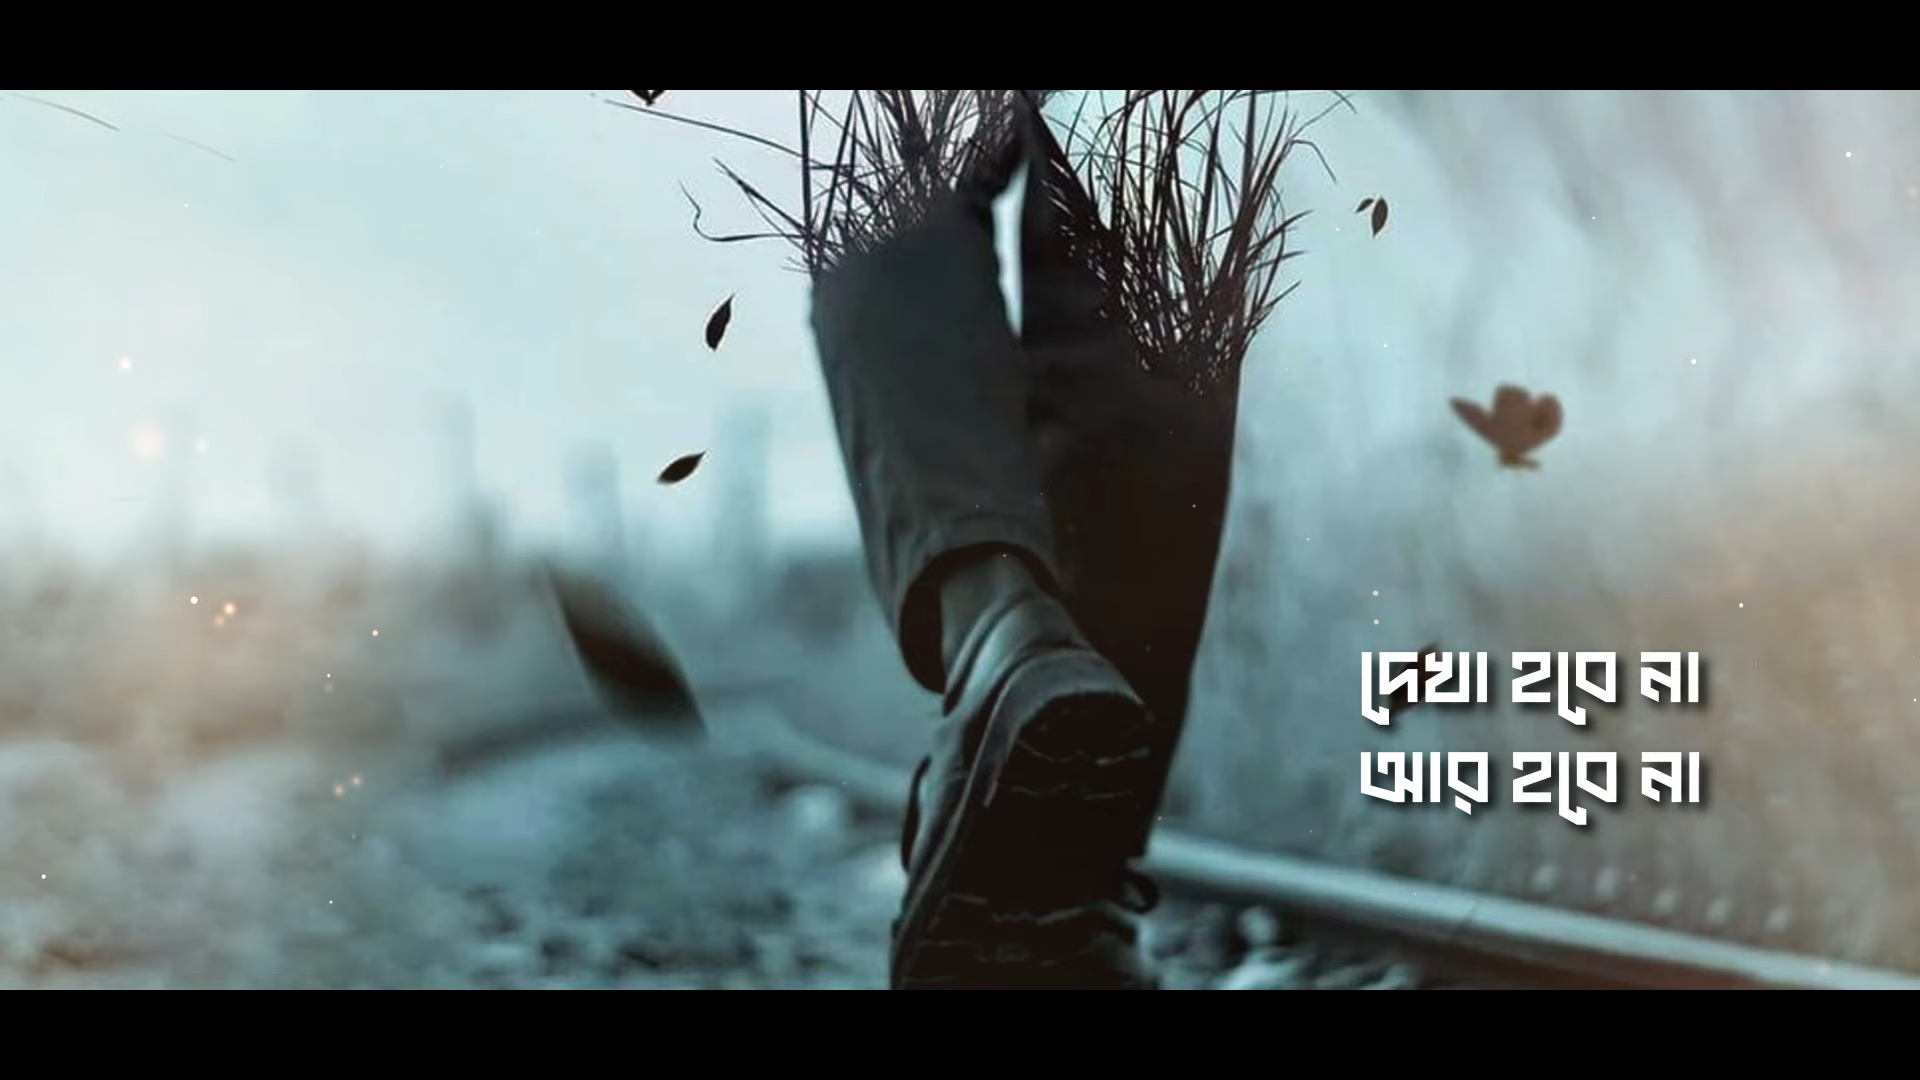 দেখা হবে না
আর হবে না